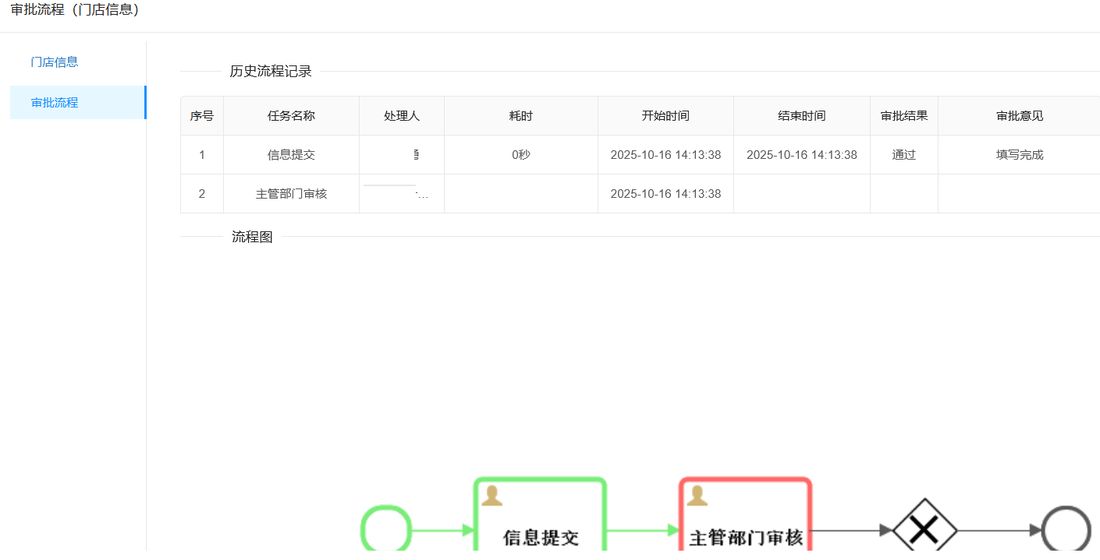 审批流程（门店信息）
门店信息
审批流程
历史流程记录
序号 任务名称 处理人 耗时 开始时间 结束时间 审批结果 审批意见
1 信息提交 0秒 2025-10-16 14:13:38 2025-10-16 14:13:38 通过 填写完成
2 主管部门审核 ... 2025-10-16 14:13:38
流程图
信息提交 主管部门审核